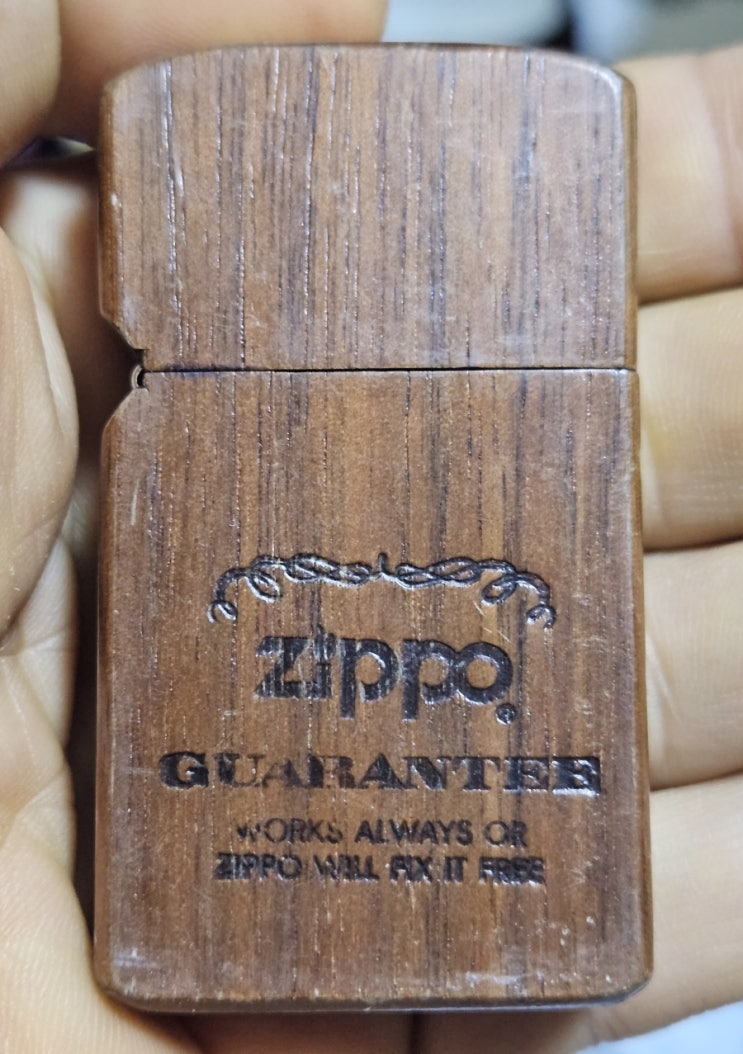 zippo®
GUARANTEE
WORKS ALWAYS OR
ZIPPO WILL FIX IT FREE